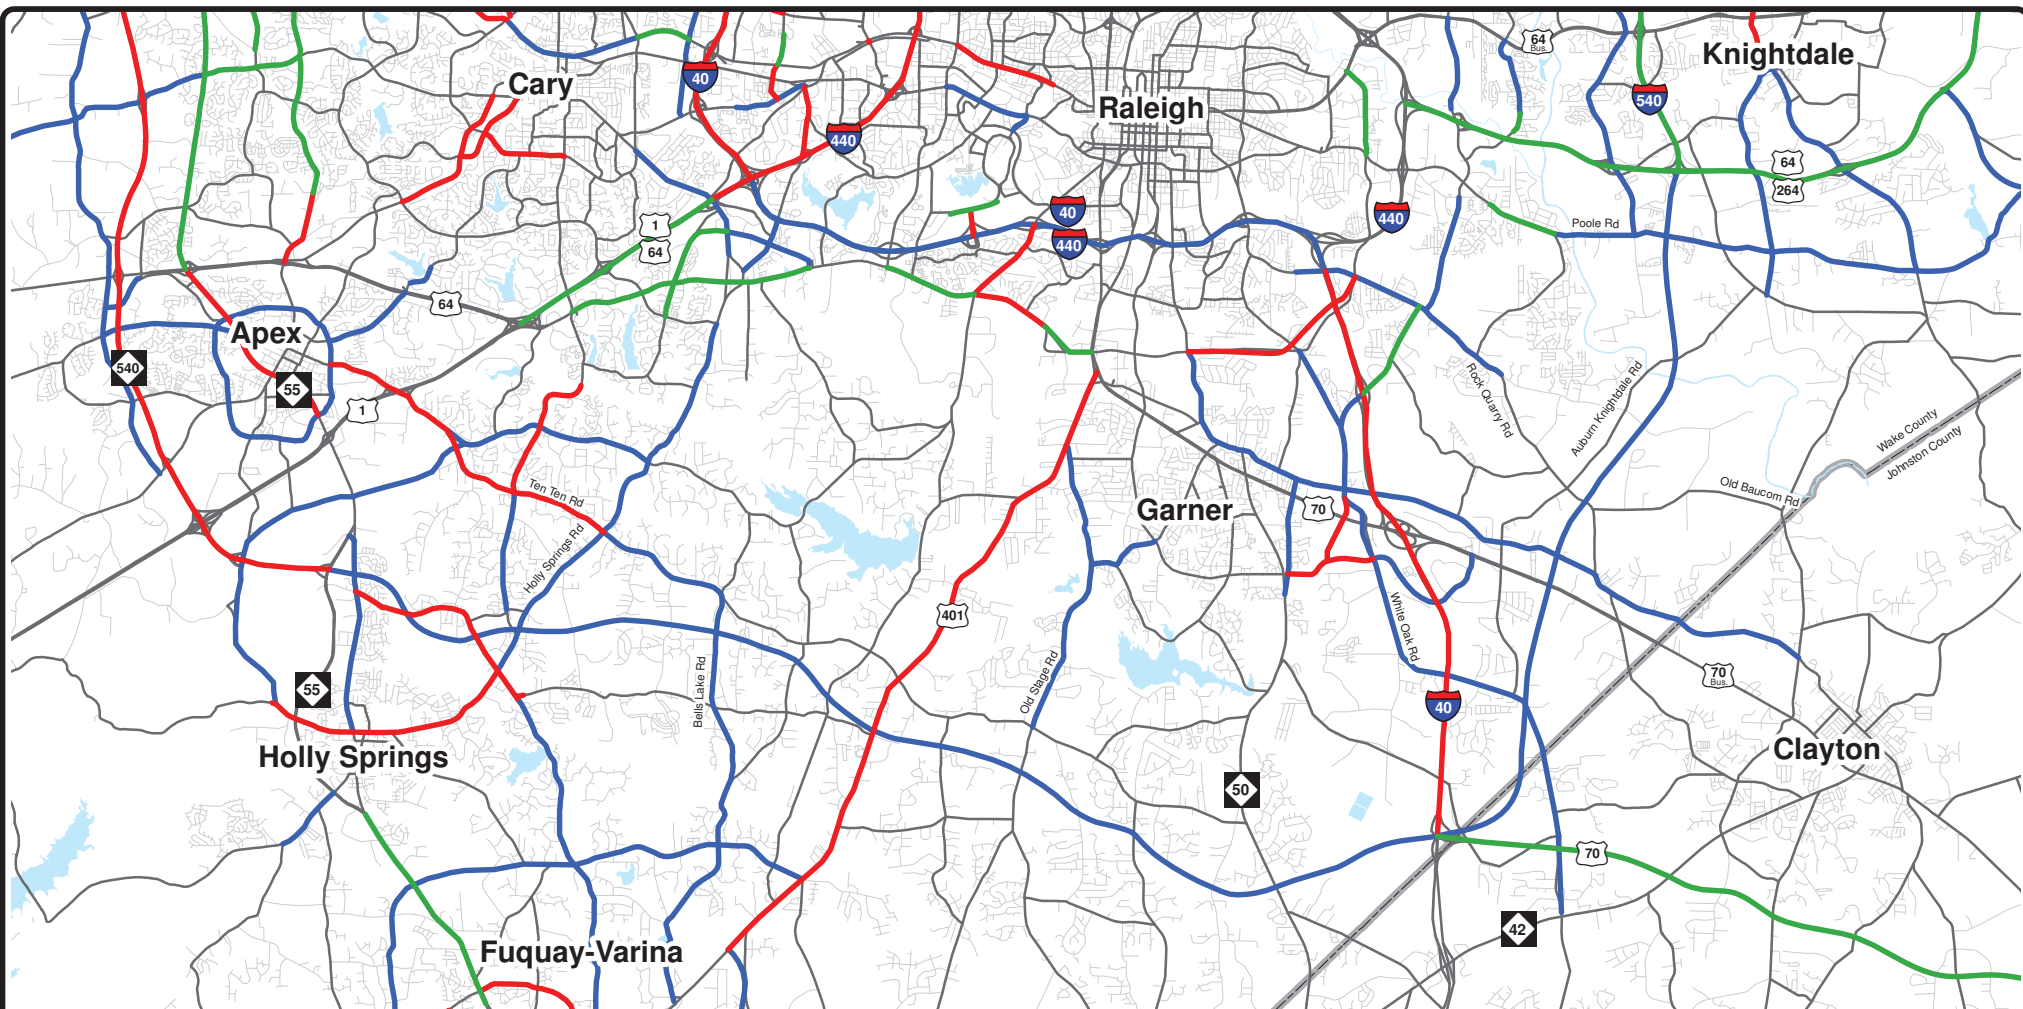 64
Bus.
Knightdale
Cary
40
Raleigh
540
440
64
264
40
440
440
1
64
Poole Rd
64
Apex
540
55
1
Rock Quarry Rd
Auburn Knightdale Rd
Wake County
Johnston County
Ten Ten Rd
Old Baucom Rd
Garner
70
Holly Springs Rd
401
White Oak Rd
Bells Lake Rd
Old Stage Rd
55
70
Bus.
40
Holly Springs
Clayton
50
70
42
Fuquay-Varina